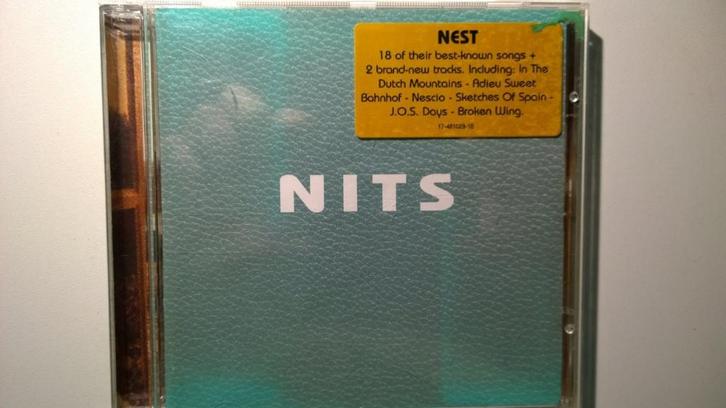 NEST
18 of their best-known songs +
2 brand-new tracks. Including: In The
Dutch Mountains - Adieu Sweet
Bahnhof - Nescio - Sketches Of Spain -
J.O.S. Days - Broken Wing.
NITS